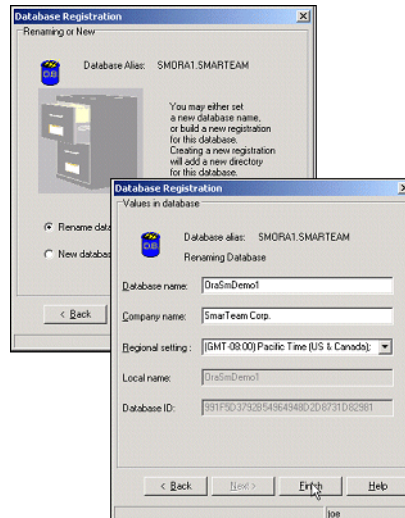 Database Registration
Renaming or New
D.B.
Database Alias: SMORA1.SMARTEAM
You may either set
a new database name,
or build a new registration
for this database.
Creating a new registration
will add a new directory
for this database.
Rename data
New databas
< Back
Database Registration
Values in database
D.B.
Database alias: SMORA1.SMARTEAM
Renaming Database
Database name: OraSmDemo1
Company name: SmarTeam Corp.
Regional setting : (GMT-08:00) Pacific Time (US & Canada);
Local name: OraSmDemo1
Database ID: 991F5D3792B54964948D2D8731D82981
< Back Next > Finish Help
joe